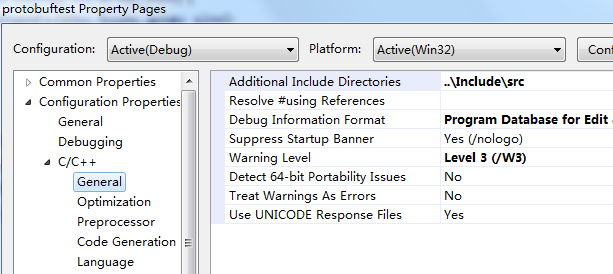 protobuftest Property Pages
Configuration: Active(Debug) Platform: Active(Win32)
Common Properties
Configuration Properties
General
Debugging
C/C++
General
Optimization
Preprocessor
Code Generation
Language
Additional Include Directories ..\Include\src
Resolve #using References
Debug Information Format Program Database for Edit
Suppress Startup Banner Yes (/nologo)
Warning Level Level 3 (/W3)
Detect 64-bit Portability Issues No
Treat Warnings As Errors No
Use UNICODE Response Files Yes